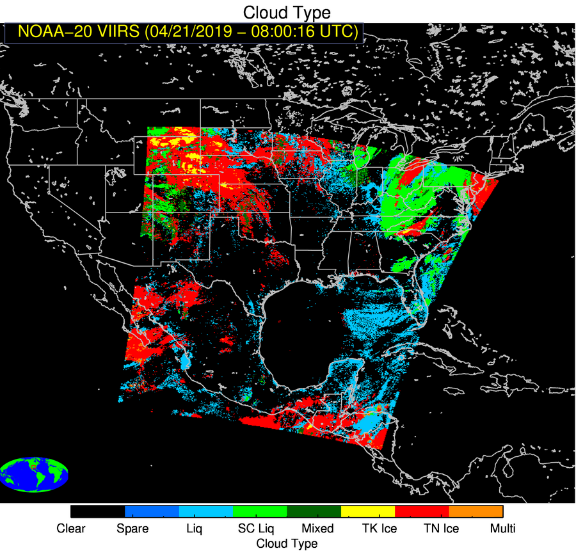 Cloud Type
NOAA-20 VIIRS (04/21/2019 - 08:00:16 UTC)
Clear Spare Liq SC Liq Mixed TK Ice TN Ice Multi
Cloud Type